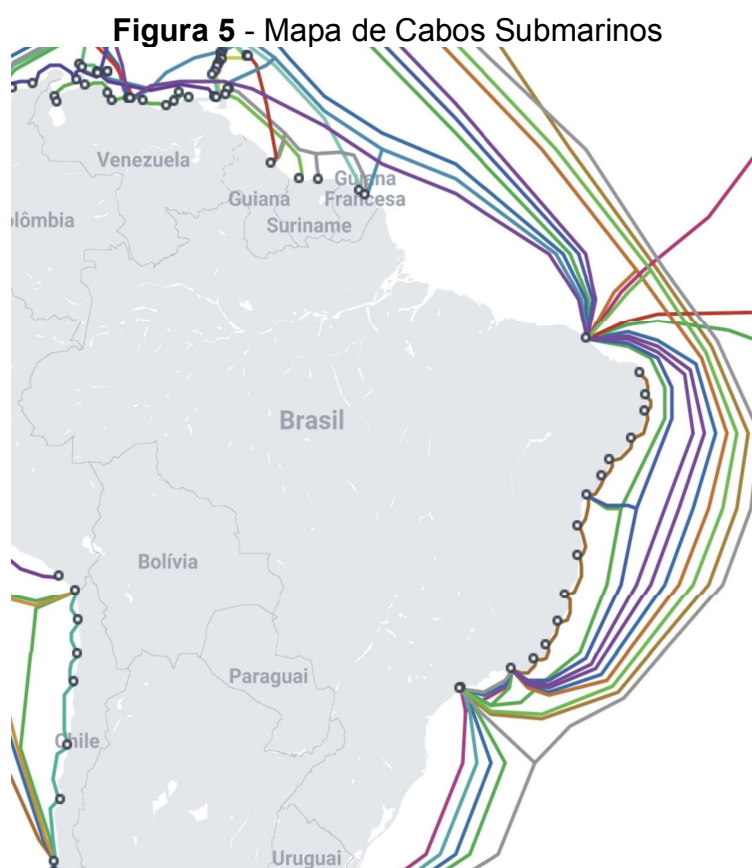 Figura 5 - Mapa de Cabos Submarinos
Venezuela
Guiana
Guiana
Francesa
Suriname
olômbia
Brasil
Bolívia
Paraguai
Chile
Uruguai